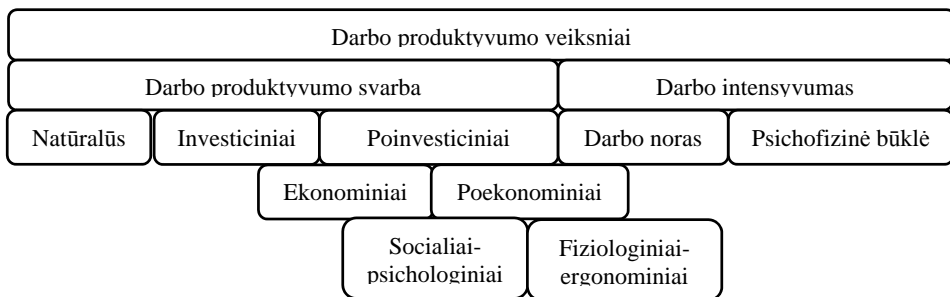 Darbo produktyvumo veiksniai
Darbo produktyvumo svarba
Darbo intensyvumas
Natūralūs
Investiciniai
Poinvesticiniai
Darbo noras
Psichofizinė būklė
Ekonominiai
Poekonominiai
Socialiai-
psichologiniai
Fiziologiniai-
ergonominiai